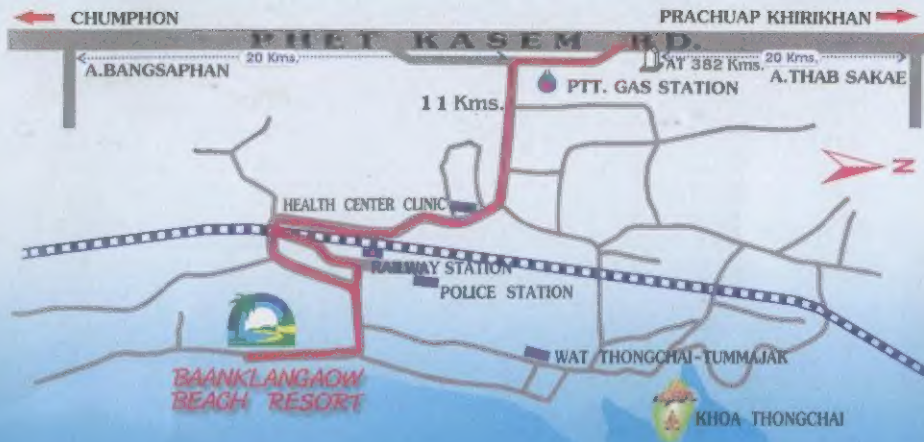 CHUMPHON
PRACHUAP KHIRIKHAN
PHET KASEM RD.
20 Kms.
AT 382 Kms.
20 Kms.
A.BANGSAPHAN
A.THAB SAKAE
PTT. GAS STATION
11 Kms.
N
HEALTH CENTER CLINIC
RAILWAY STATION
POLICE STATION
WAT THONGCHAI-TUMMAJAK
BAANKLANGAOW
BEACH RESORT
KHOA THONGCHAI